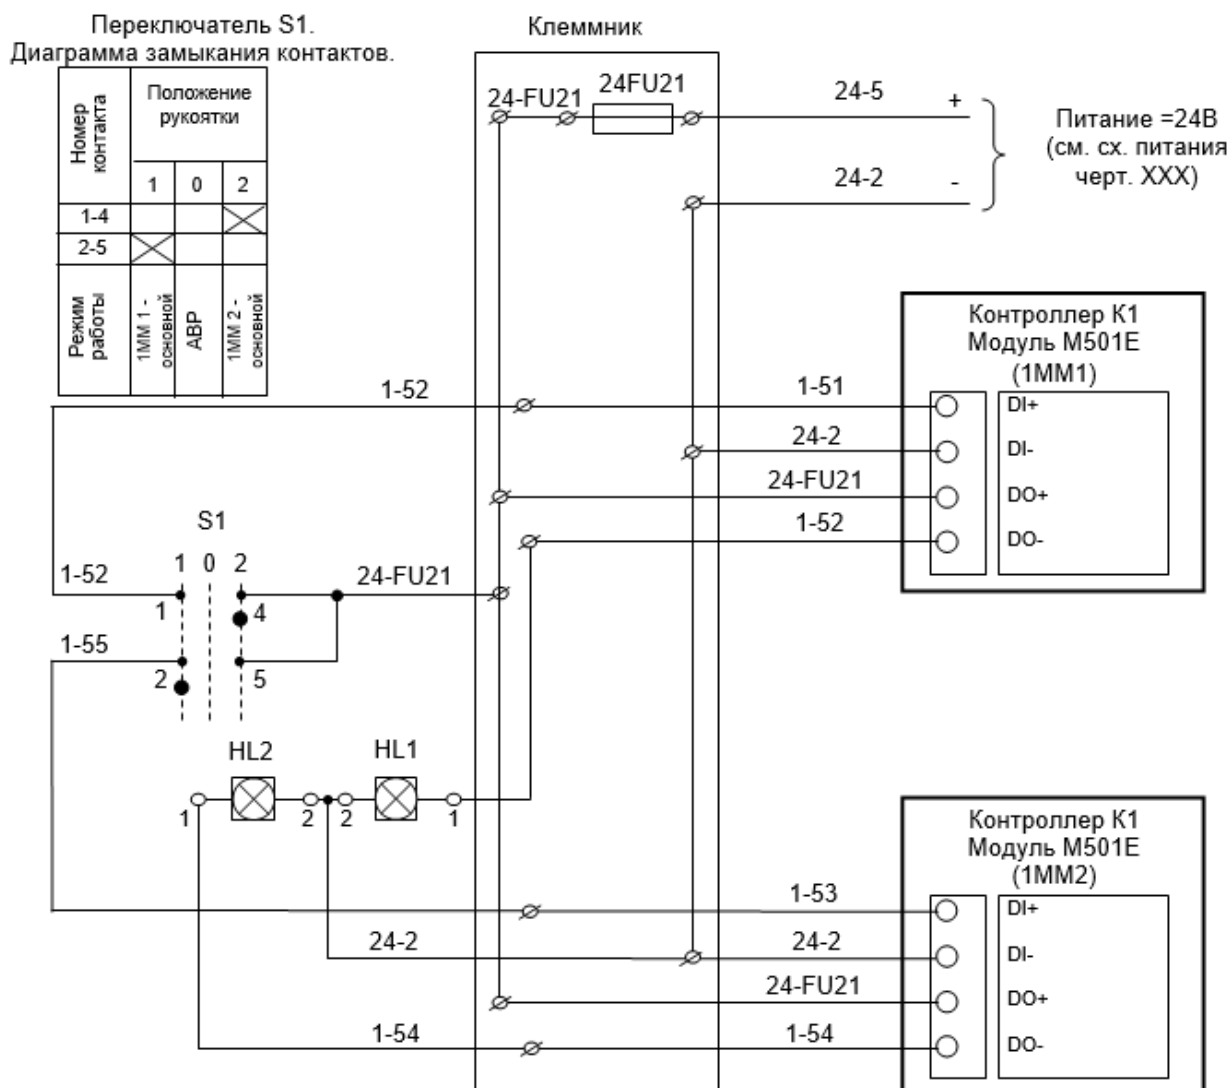 Переключатель S1.
Диаграмма замыкания контактов.
Номер
контакта
Положение
рукоятки
1
0
2
1-4
2-5
Режим
работы
1ММ 1 -
основной
АВР
1ММ 2 -
основной
Клеммник
24-FU21
24FU21
24-5
+
24-2
-
Питание =24В
(см. сх. питания
черт. XXX)
Контроллер К1
Модуль М501Е
(1ММ1)
1-52
1-51
DI+
24-2
DI-
24-FU21
DO+
1-52
DO-
S1
1 0 2
1-52
24-FU21
1
4
1-55
2
5
HL2
HL1
1
2
2
1
Контроллер К1
Модуль М501Е
(1ММ2)
1-53
DI+
24-2
24-2
DI-
24-FU21
DO+
1-54
1-54
DO-